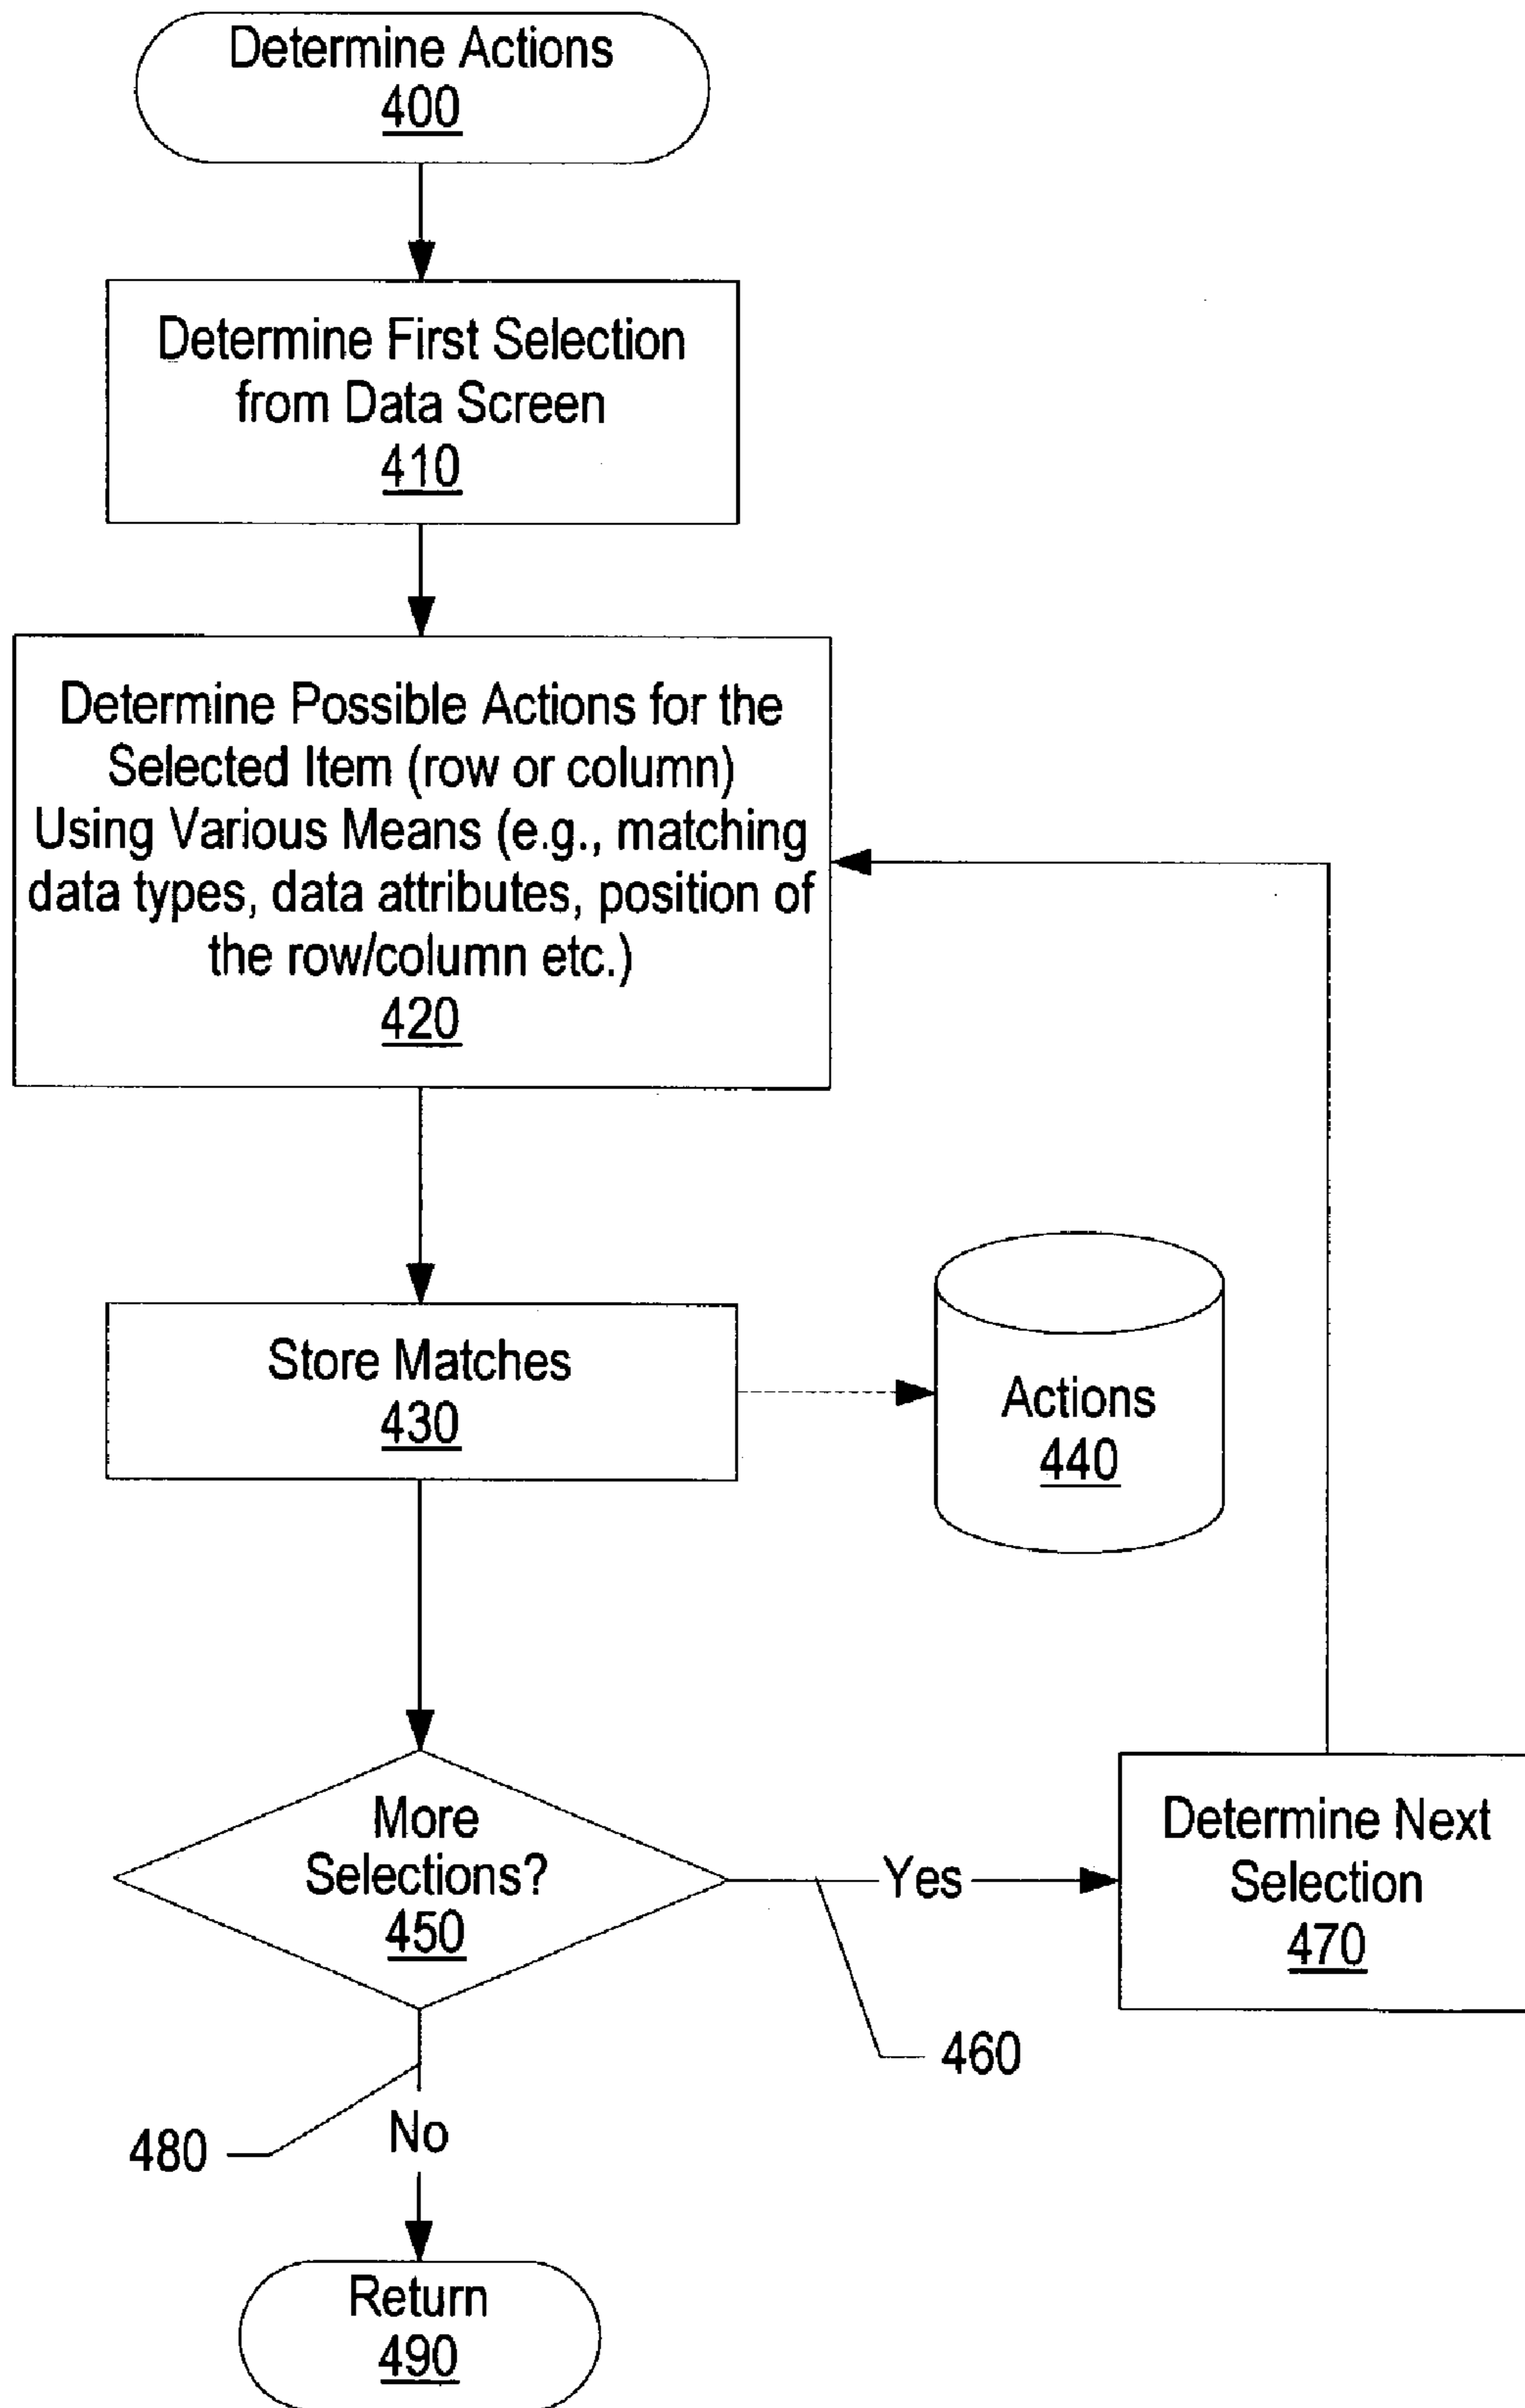 Determine Actions
400
Determine First Selection
from Data Screen
410
Determine Possible Actions for the
Selected Item (row or column)
Using Various Means (e.g., matching
data types, data attributes, position of
the row/column etc.)
420
Store Matches
430
Actions
440
More
Selections?
450
Yes
Determine Next
Selection
470
460
480
No
Return
490